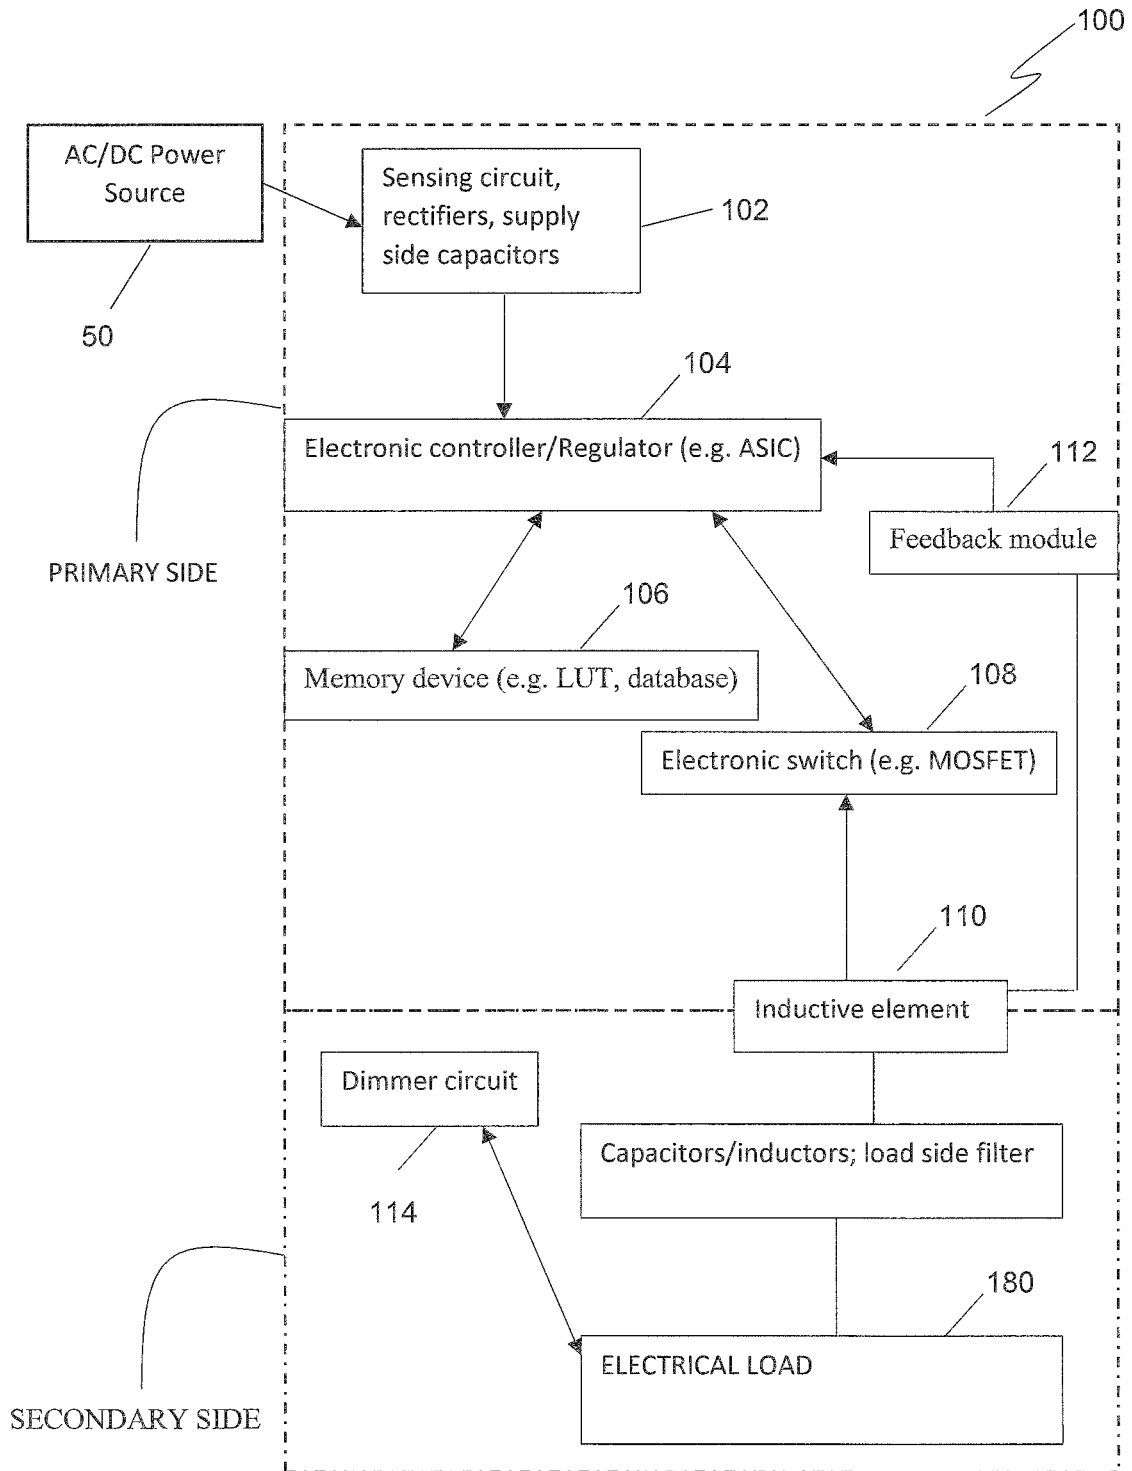 100
AC/DC Power
Source
Sensing circuit,
rectifiers, supply
side capacitors
102
50
104
Electronic controller/Regulator (e.g. ASIC)
112
Feedback module
PRIMARY SIDE
106
Memory device (e.g. LUT, database)
108
Electronic switch (e.g. MOSFET)
110
Inductive element
Dimmer circuit
Capacitors/inductors; load side filter
114
180
ELECTRICAL LOAD
SECONDARY SIDE